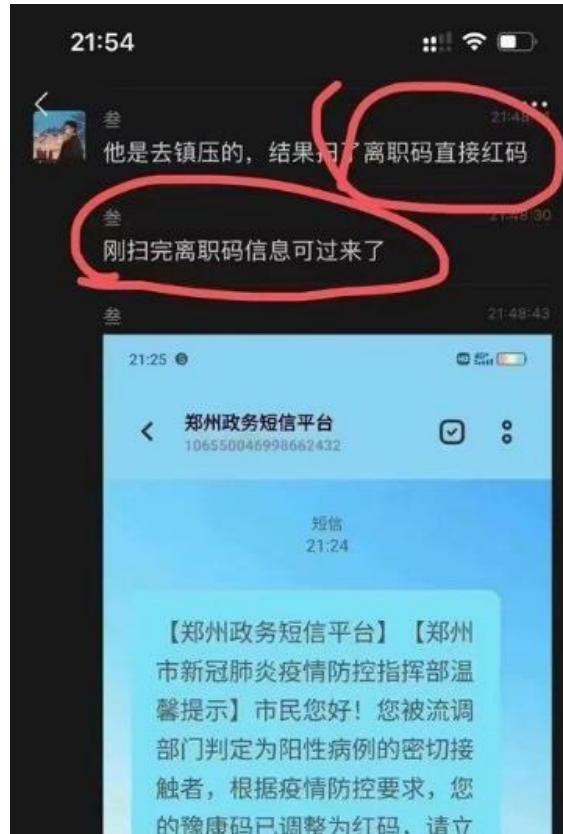 21:54
叁
21:48
他是去镇压的，结果扫了离职码直接红码
叁
21:48:30
刚扫完离职码信息可过来了
叁
21:48:43
21:25
郑州政务短信平台
106550046998662432
短信
21:24
【郑州政务短信平台】【郑州
市新冠肺炎疫情防控指挥部温
馨提示】市民您好！您被流调
部门判定为阳性病例的密切接
触者，根据疫情防控要求，您
的豫康码已调整为红码，请立